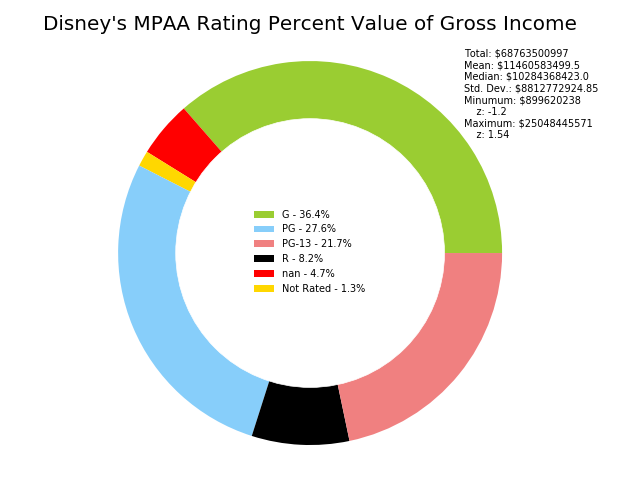 Disney's MPAA Rating Percent Value of Gross Income
Total: $68763500997
Mean: $11460583499.5
Median: $10284368423.0
Std. Dev.: $8812772924.85
Minumum: $899620238
z: -1.2
Maximum: $25048445571
z: 1.54
G - 36.4%
PG - 27.6%
PG-13 - 21.7%
R - 8.2%
nan - 4.7%
Not Rated - 1.3%